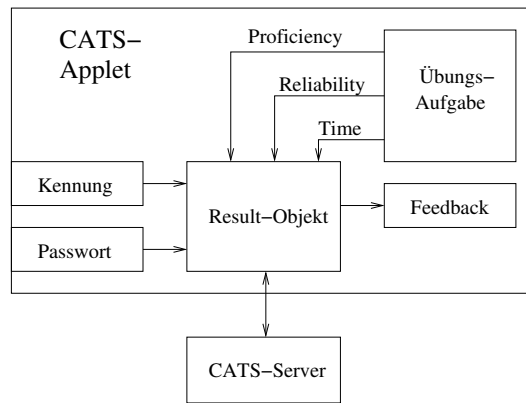 CATS−
Applet
Proficiency
Reliability
Time
Übungs−
Aufgabe
Kennung
Passwort
Result−Objekt
Feedback
CATS−Server